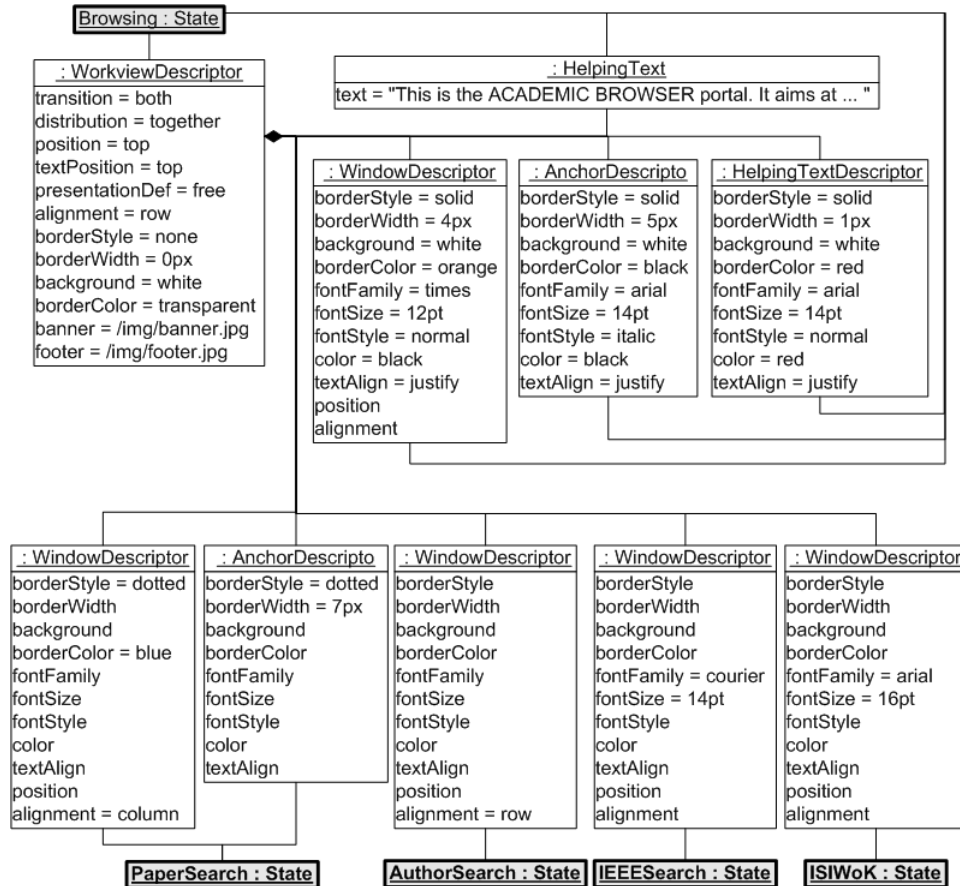 Browsing : State
: WorkviewDescriptor
transition = both
distribution = together
position = top
textPosition = top
presentationDef = free
alignment = row
borderStyle = none
borderWidth = 0px
background = white
borderColor = transparent
banner = /img/banner.jpg
footer = /img/footer.jpg
: HelpingText
text = "This is the ACADEMIC BROWSER portal. It aims at ... "
: WindowDescriptor
borderStyle = solid
borderWidth = 4px
background = white
borderColor = orange
fontFamily = times
fontSize = 12pt
fontStyle = normal
color = black
textAlign = justify
position
alignment
: AnchorDescripto
borderStyle = solid
borderWidth = 5px
background = white
borderColor = black
fontFamily = arial
fontSize = 14pt
fontStyle = italic
color = black
textAlign = justify
: HelpingTextDescriptor
borderStyle = solid
borderWidth = 1px
background = white
borderColor = red
fontFamily = arial
fontSize = 14pt
fontStyle = normal
color = red
textAlign = justify
: WindowDescriptor
borderStyle = dotted
borderWidth
background
borderColor = blue
fontFamily
fontSize
fontStyle
color
textAlign
position
alignment = column
: AnchorDescripto
borderStyle = dotted
borderWidth = 7px
background
borderColor
fontFamily
fontSize
fontStyle
color
textAlign
: WindowDescriptor
borderStyle
borderWidth
background
borderColor
fontFamily
fontSize
fontStyle
color
textAlign
position
alignment = row
: WindowDescriptor
borderStyle
borderWidth
background
borderColor
fontFamily = courier
fontSize = 14pt
fontStyle
color
textAlign
position
alignment
: WindowDescriptor
borderStyle
borderWidth
background
borderColor
fontFamily = arial
fontSize = 16pt
fontStyle
color
textAlign
position
alignment
PaperSearch : State
AuthorSearch : State
IEEESearch : State
ISIWoK : State